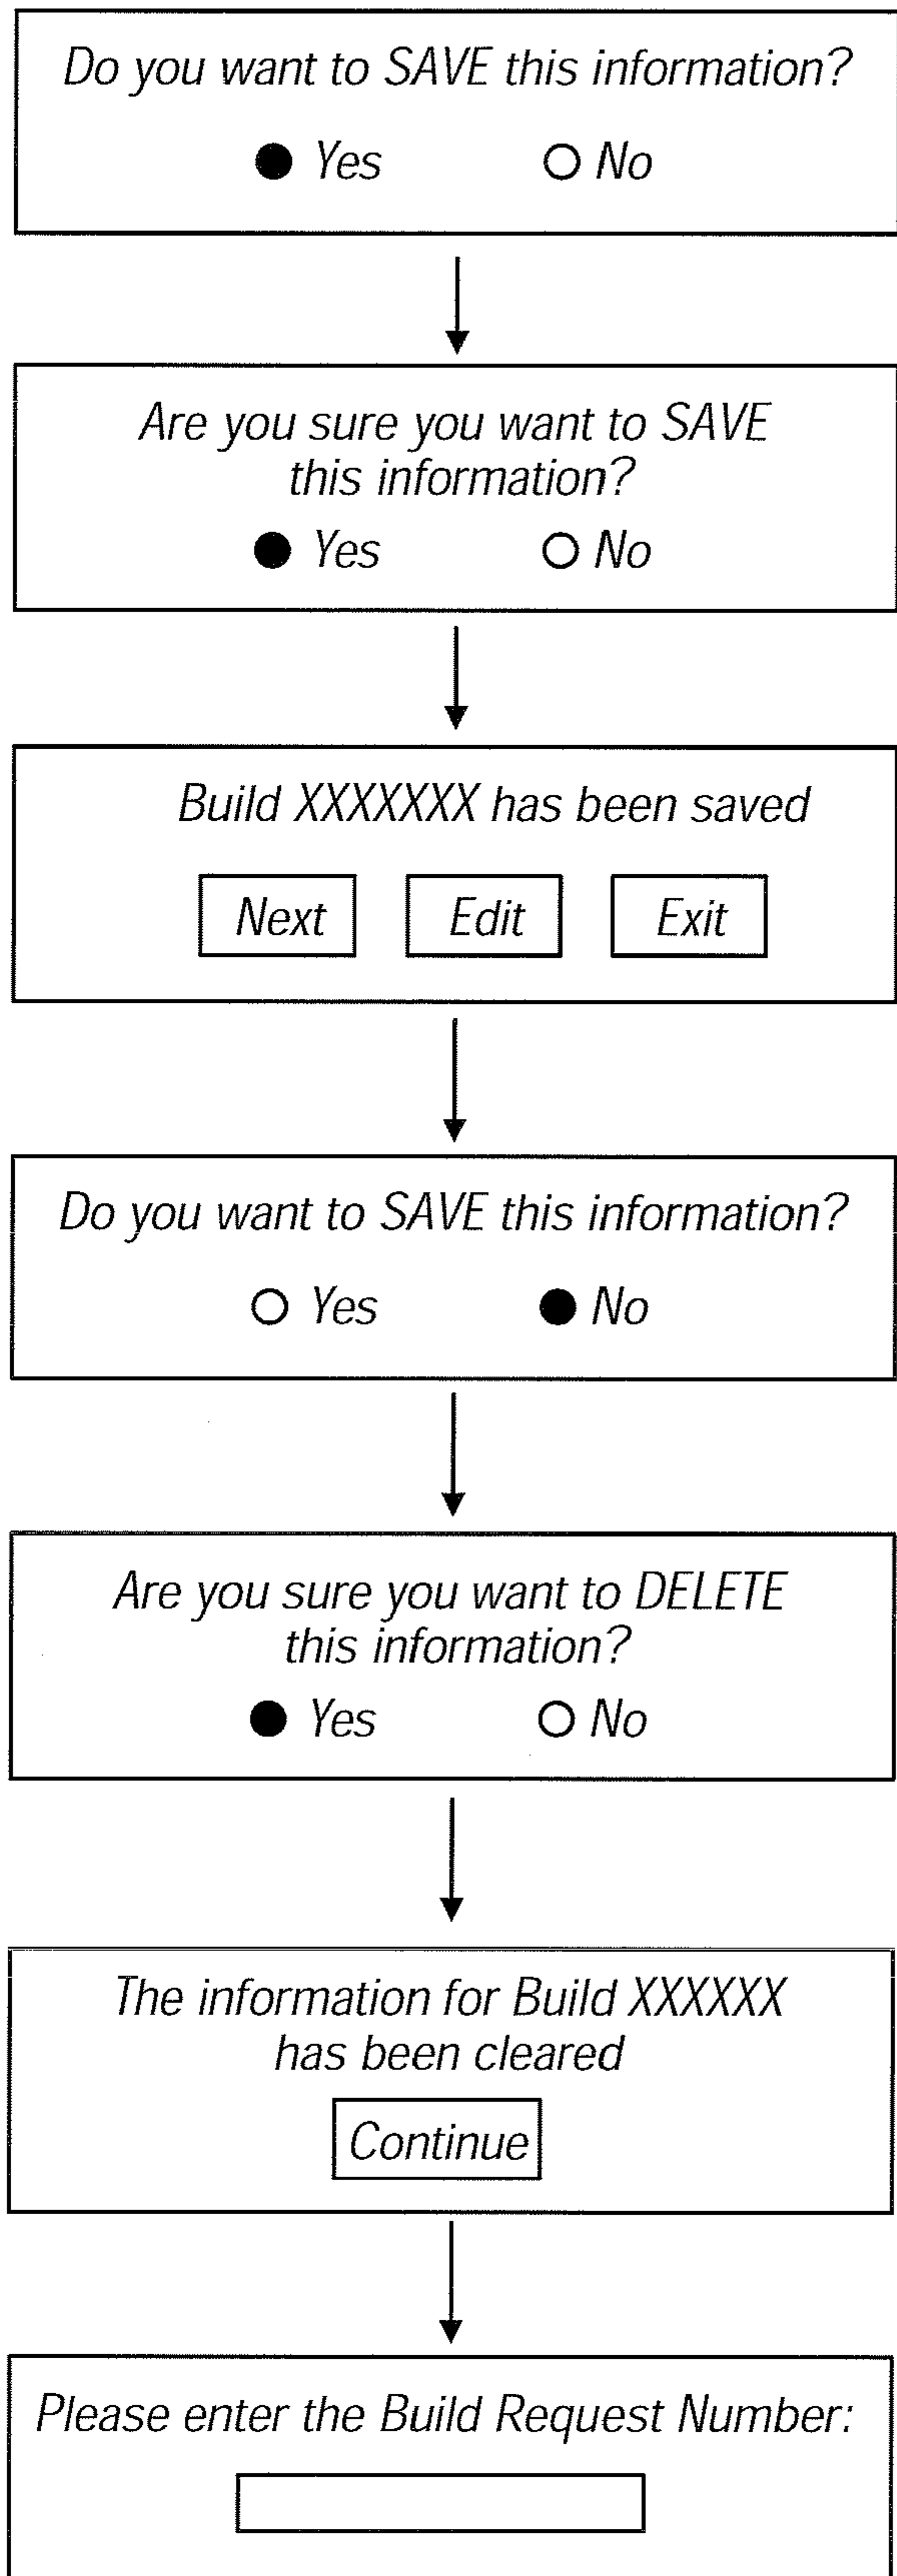 Do you want to SAVE this information?
Yes No
Are you sure you want to SAVE
this information?
Yes No
Build XXXXXXX has been saved
Next Edit Exit
Do you want to SAVE this information?
Yes No
Are you sure you want to DELETE
this information?
Yes No
The information for Build XXXXXX
has been cleared
Continue
Please enter the Build Request Number: